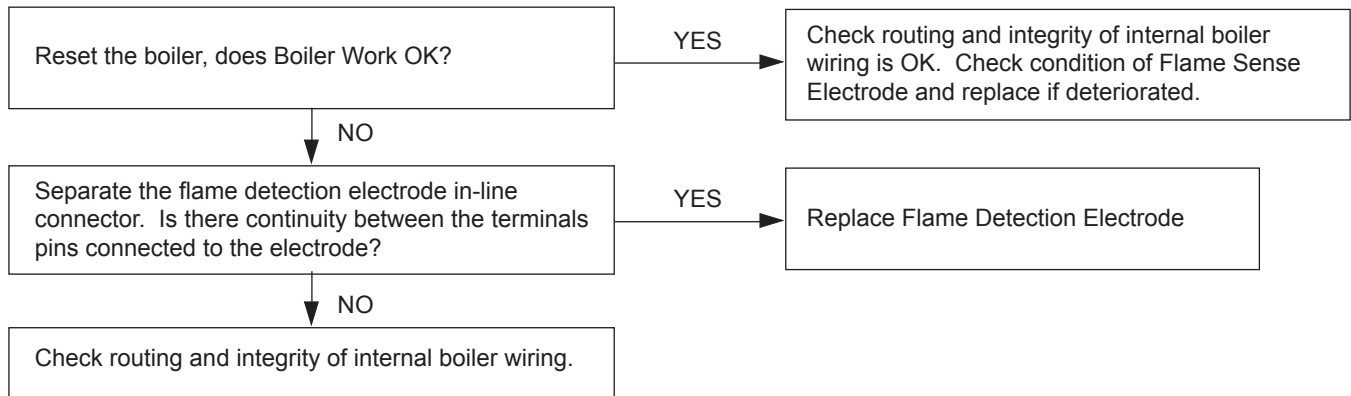 Reset the boiler, does Boiler Work OK?
YES
Check routing and integrity of internal boiler
wiring is OK.  Check condition of Flame Sense
Electrode and replace if deteriorated.
NO
Separate the flame detection electrode in-line
connector.  Is there continuity between the terminals
pins connected to the electrode?
YES
Replace Flame Detection Electrode
NO
Check routing and integrity of internal boiler wiring.